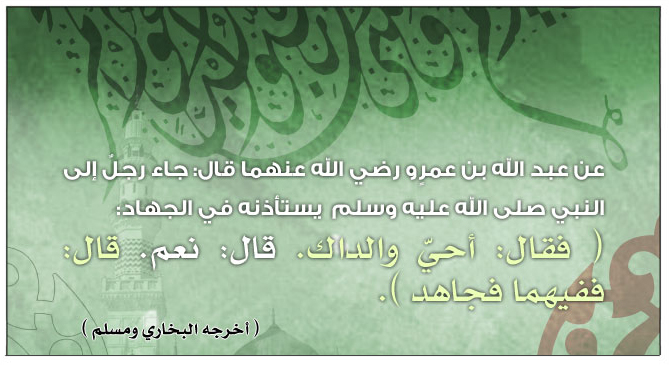 عن عبد الله بن عمرٍو رضي الله عنهما قال: جاء رجلٌ إلى
النبي صلى الله عليه وسلم يستأذنه في الجهاد:
( فقال: أحيّ والداك. قال: نعم. قال:
ففيهما فجاهد ).
( أخرجه البخاري ومسلم )